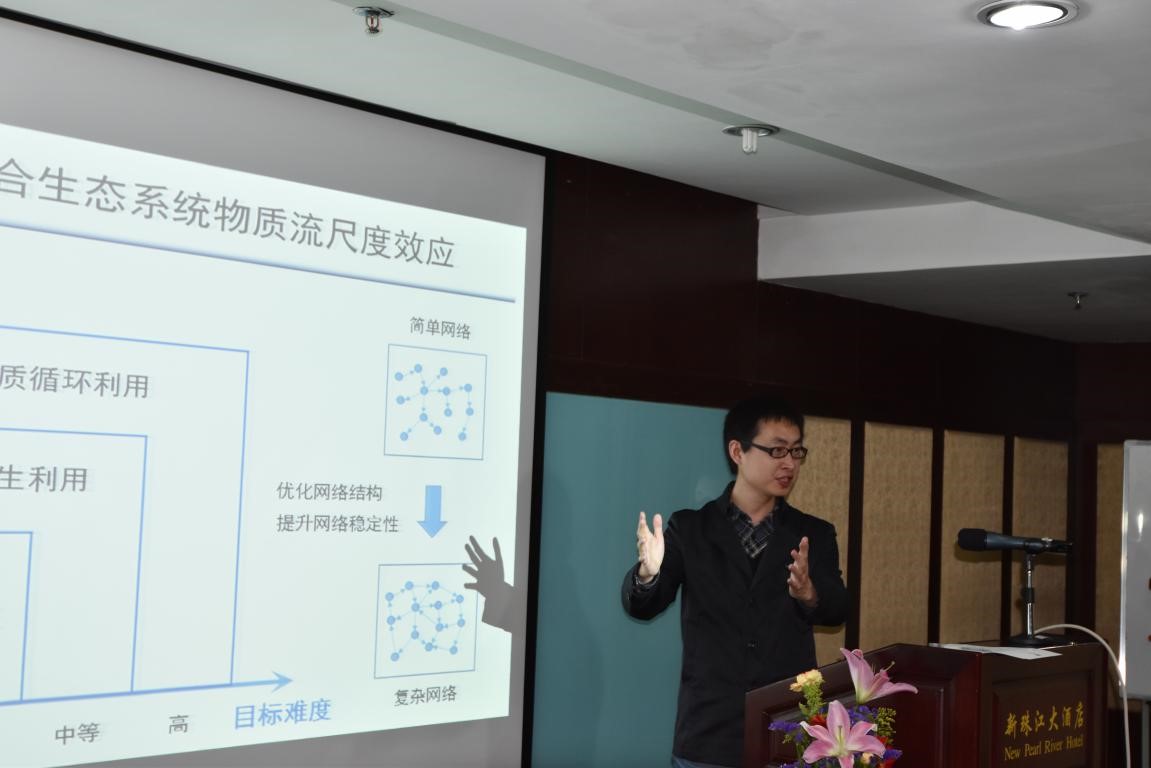 合生态系统物质流尺度效应
简单网络
质循环利用
生利用
优化网络结构
提升网络稳定性
复杂网络
中等
高
目标难度
新珠江大酒店
New Pearl River Hotel